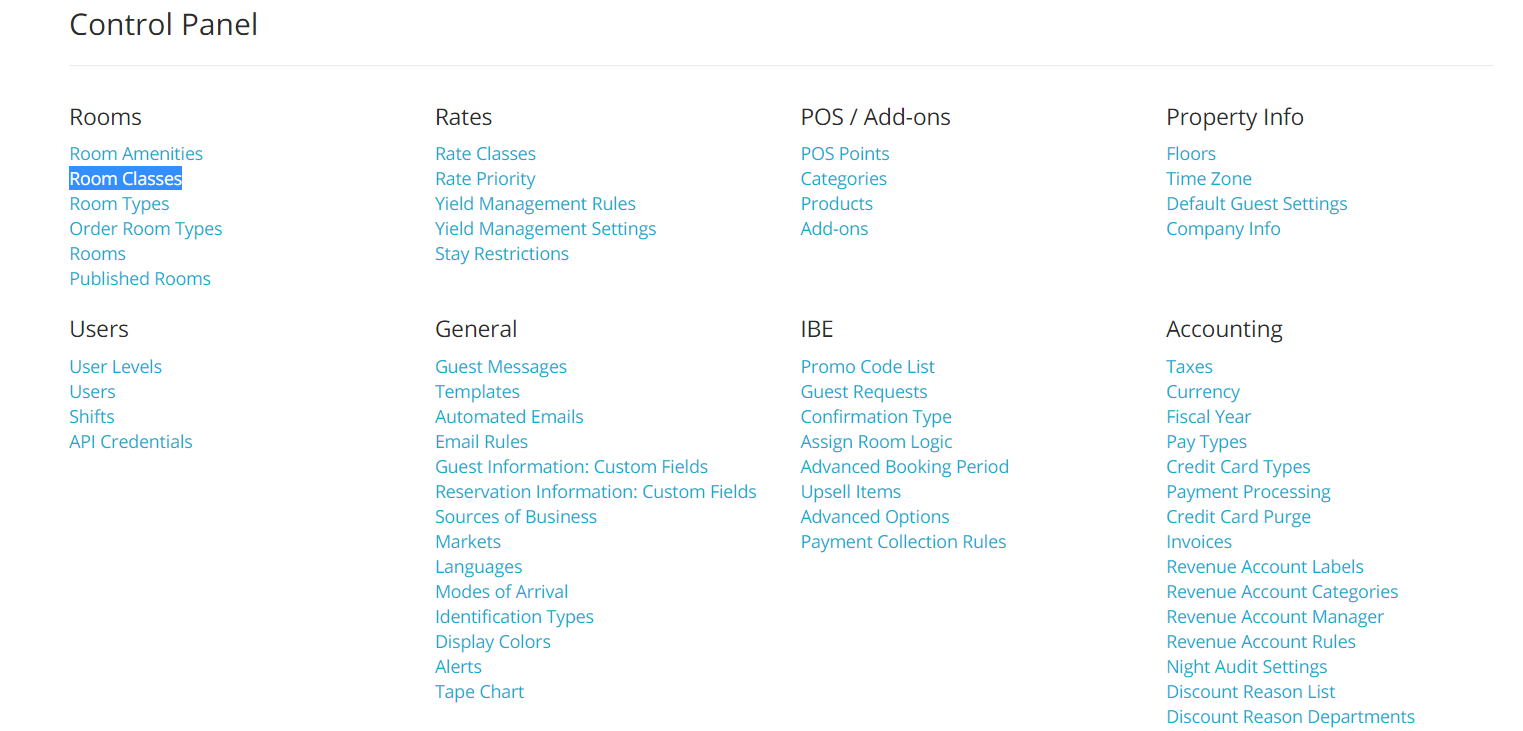 Control Panel
Rooms
Room Amenities
Room Classes
Room Types
Order Room Types
Rooms
Published Rooms
Rates
Rate Classes
Rate Priority
Yield Management Rules
Yield Management Settings
Stay Restrictions
POS / Add-ons
POS Points
Categories
Products
Add-ons
Property Info
Floors
Time Zone
Default Guest Settings
Company Info
Users
User Levels
Users
Shifts
API Credentials
General
Guest Messages
Templates
Automated Emails
Email Rules
Guest Information: Custom Fields
Reservation Information: Custom Fields
Sources of Business
Markets
Languages
Modes of Arrival
Identification Types
Display Colors
Alerts
Tape Chart
IBE
Promo Code List
Guest Requests
Confirmation Type
Assign Room Logic
Advanced Booking Period
Upsell Items
Advanced Options
Payment Collection Rules
Accounting
Taxes
Currency
Fiscal Year
Pay Types
Credit Card Types
Payment Processing
Credit Card Purge
Invoices
Revenue Account Labels
Revenue Account Categories
Revenue Account Manager
Revenue Account Rules
Night Audit Settings
Discount Reason List
Discount Reason Departments